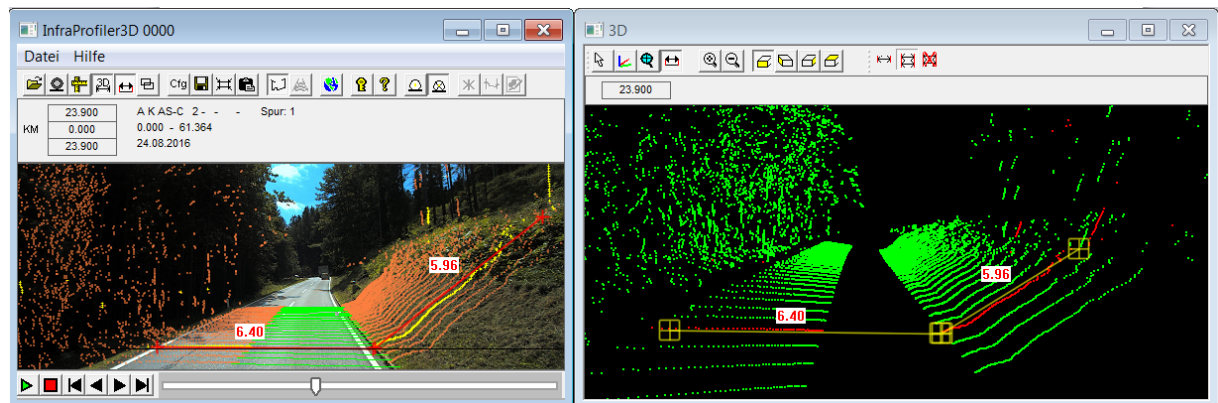 InfraProfiler3D 0000
Datei Hilfe
3D
Cfg
23.900 A K AS-C 2 - - - Spur: 1
KM 0.000 0.000 - 61.364
23.900 24.08.2016
5.96
6.40
3D
23.900
5.96
6.40